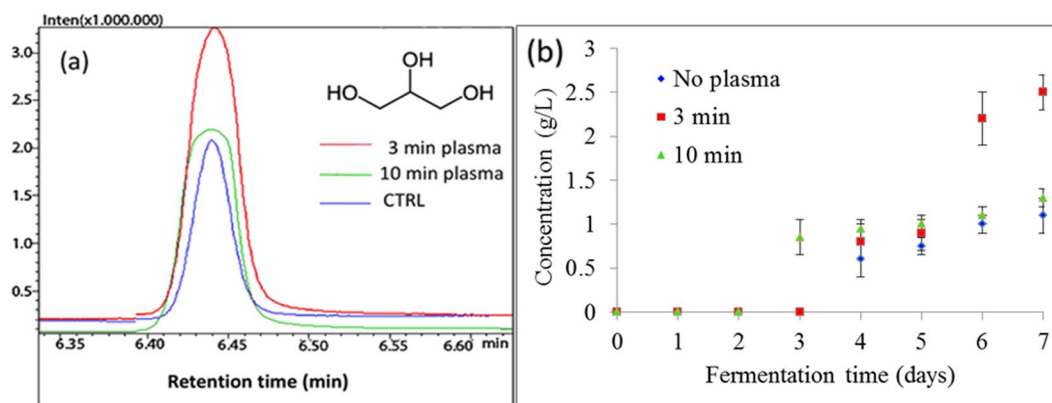 Inten(x1.000.000)
(a)
3.0
2.5
2.0
1.5
1.0
0.5
OH
HO
OH
3 min plasma
10 min plasma
CTRL
6.35 6.40 6.45 6.50 6.55 6.60 min
Retention time (min)
(b)
No plasma
3 min
10 min
Concentration (g/L)
3
2.5
2
1.5
1
0.5
0
0 1 2 3 4 5 6 7
Fermentation time (days)